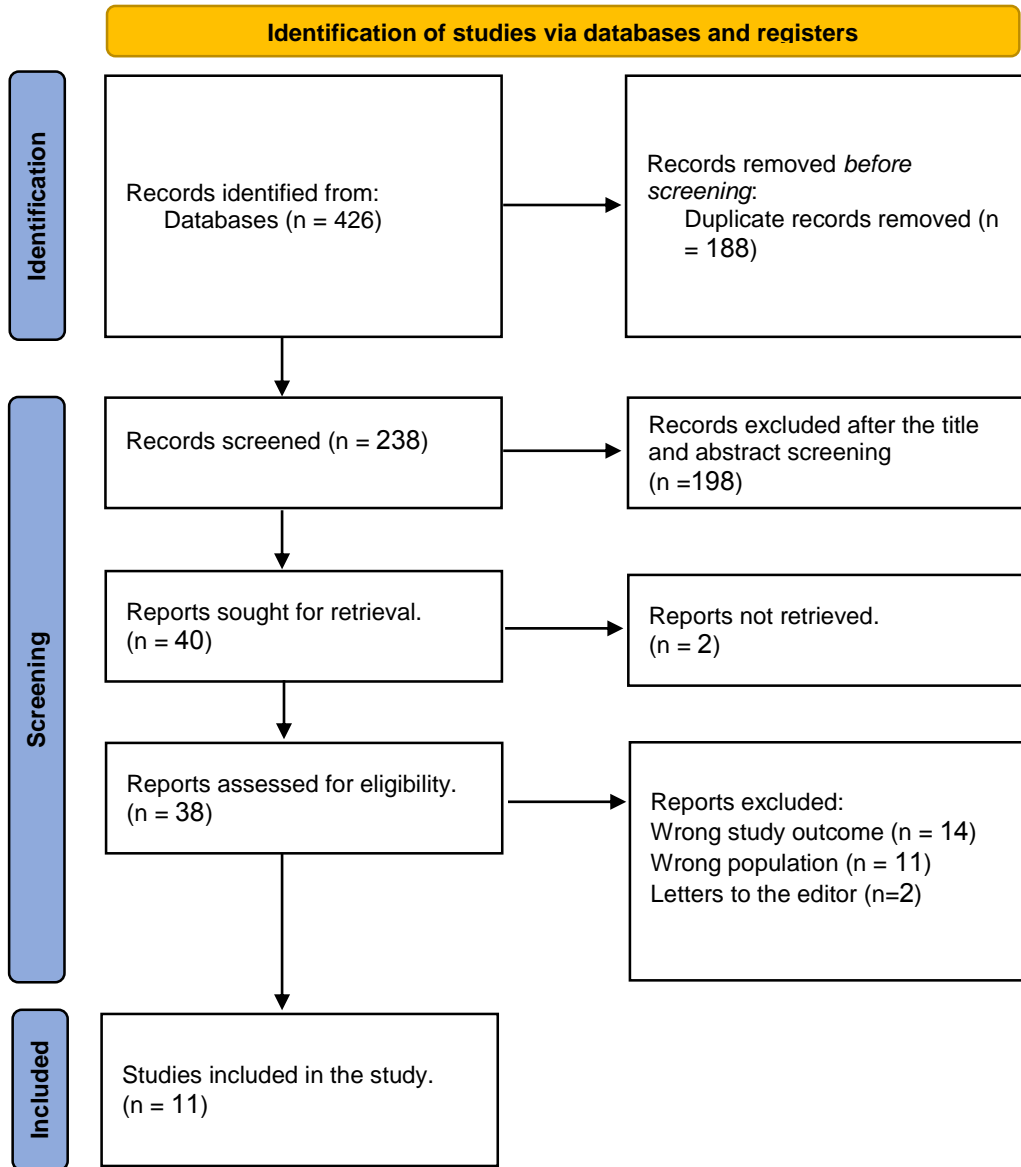 Identification of studies via databases and registers
Identification
Records identified from:
Databases (n = 426)
Records removed before
screening:
Duplicate records removed (n
= 188)
Screening
Records screened (n = 238)
Records excluded after the title
and abstract screening
(n =198)
Reports sought for retrieval.
(n = 40)
Reports not retrieved.
(n = 2)
Reports assessed for eligibility.
(n = 38)
Reports excluded:
Wrong study outcome (n = 14)
Wrong population (n = 11)
Letters to the editor (n=2)
Included
Studies included in the study.
(n = 11)